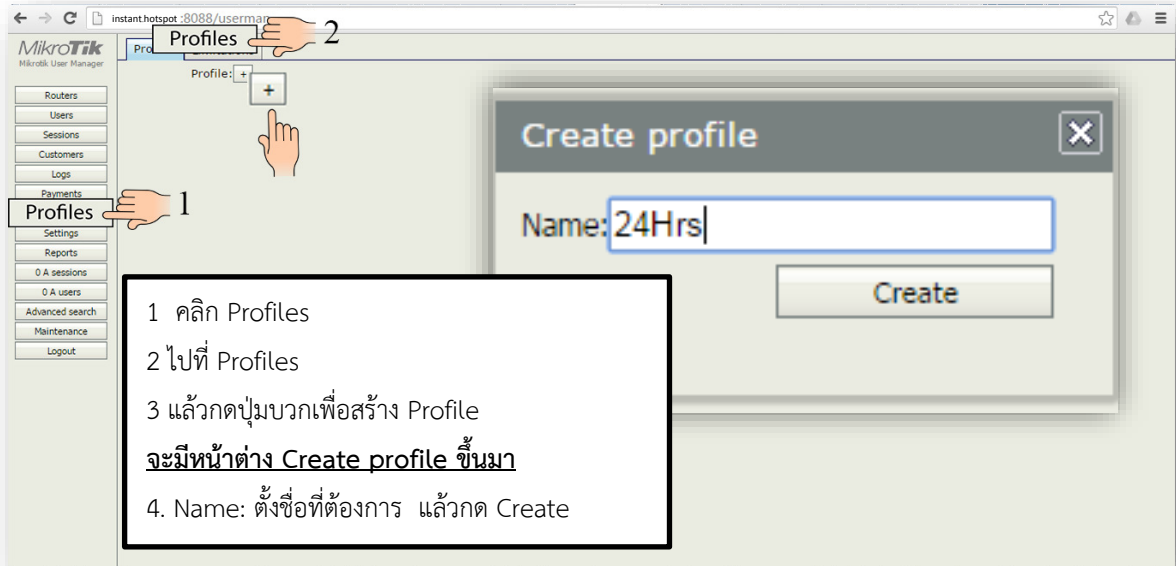 instant.hotspot :8088/userman
Profiles
2
MikroTik
Mikrotik User Manager
Pro
Profile: +
+
Routers
Users
Sessions
Customers
Logs
Payments
Profiles
1
Settings
Reports
0 A sessions
0 A users
Advanced search
Maintenance
Logout
Create profile
Name: 24Hrs
Create
1 คลิก Profiles
2 ไปที่ Profiles
3 แล้วกดปุ่มบวกเพื่อสร้าง Profile
จะมีหน้าต่าง Create profile ขึ้นมา
4. Name: ตั้งชื่อที่ต้องการ แล้วกด Create